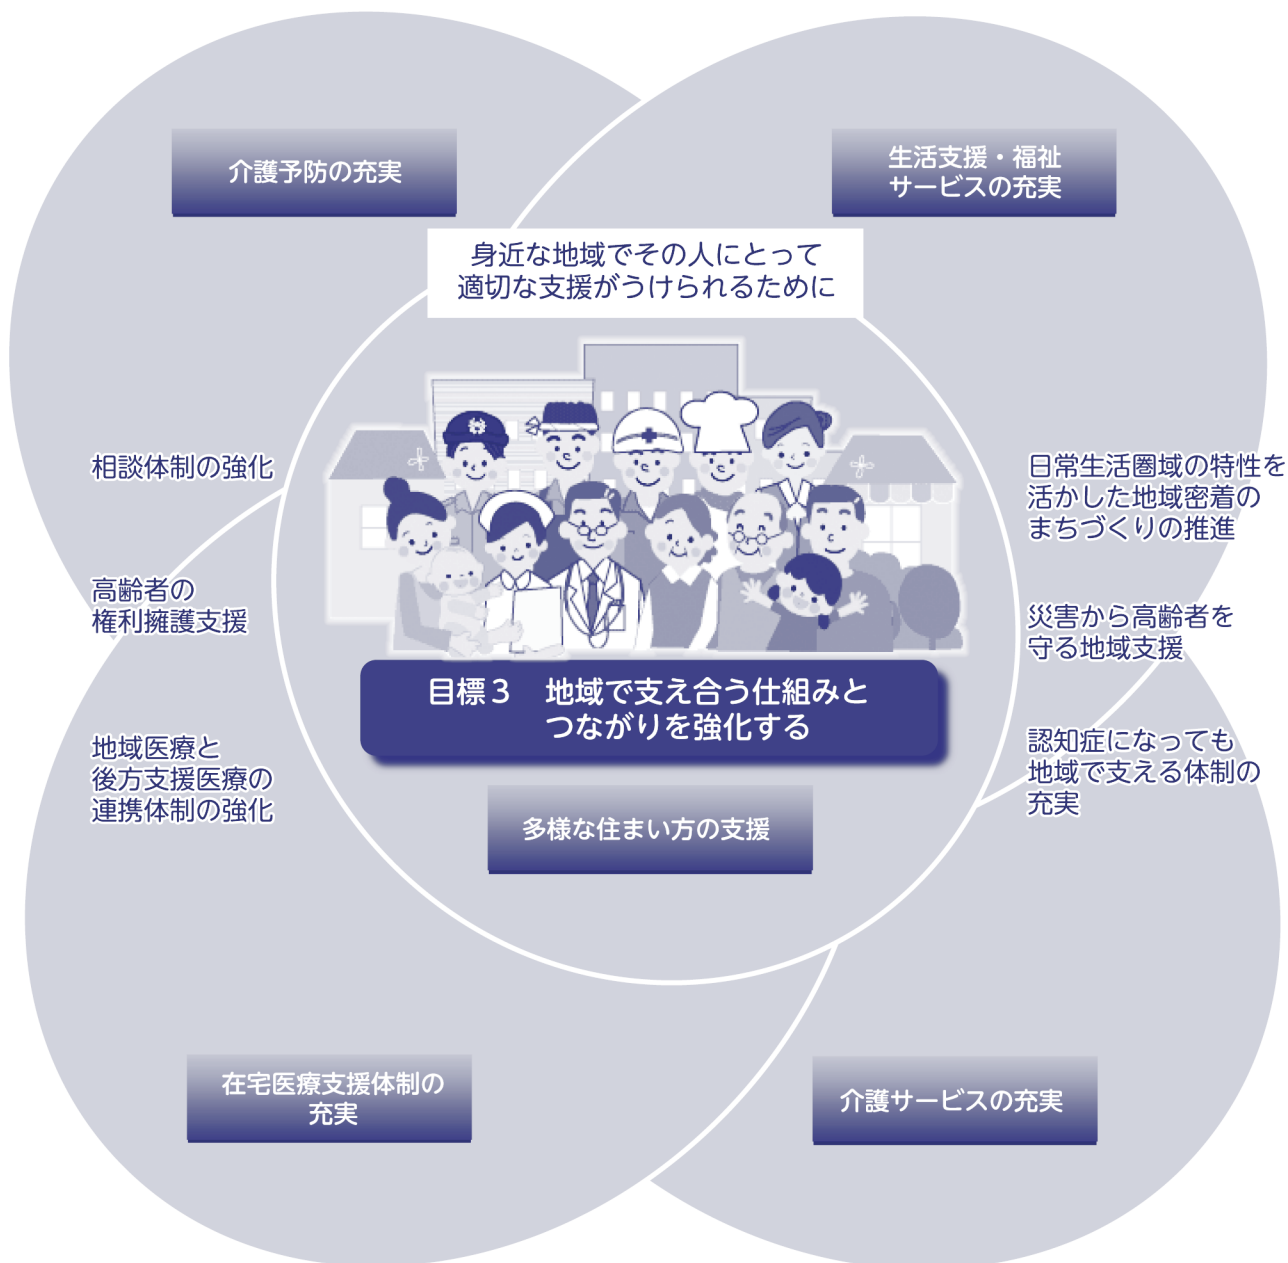 介護予防の充実
生活支援・福祉
サービスの充実
身近な地域でその人にとって
適切な支援がうけられるために
相談体制の強化
高齢者の
権利擁護支援
地域医療と
後方支援医療の
連携体制の強化
日常生活圏域の特性を
活かした地域密着の
まちづくりの推進
災害から高齢者を
守る地域支援
認知症になっても
地域で支える体制の
充実
目標３　地域で支え合う仕組みと
つながりを強化する
多様な住まい方の支援
在宅医療支援体制の
充実
介護サービスの充実